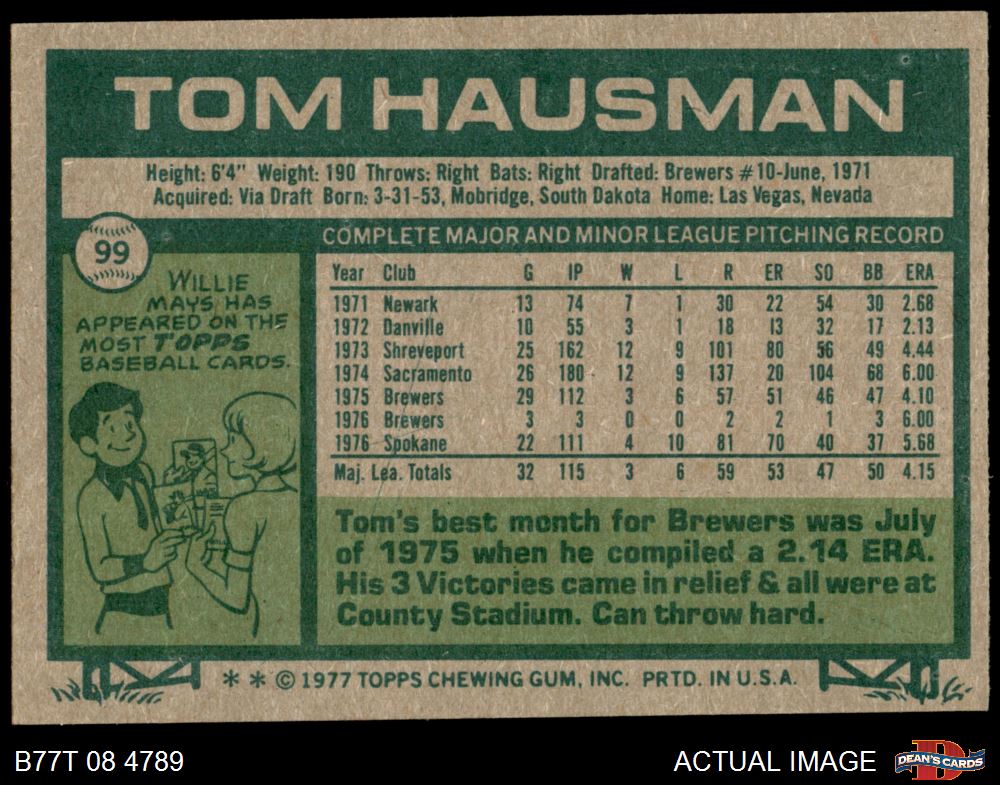 TOM HAUSMAN
Height: 6'4" Weight: 190 Throws: Right Bats: Right Drafted: Brewers #10-June, 1971
Acquired: Via Draft Born: 3-31-53, Mobridge, South Dakota Home: Las Vegas, Nevada
99
WILLIE
MAYS HAS
APPEARED ON THE
MOST TOPPS
BASEBALL CARDS.
COMPLETE MAJOR AND MINOR LEAGUE PITCHING RECORD
Year Club G IP W L R ER SO BB ERA
1971 Newark 13 74 7 1 30 22 54 30 2.68
1972 Danville 10 55 3 1 18 13 32 17 2.13
1973 Shreveport 25 162 12 9 101 80 56 49 4.44
1974 Sacramento 26 180 12 9 137 20 104 68 6.00
1975 Brewers 29 112 3 6 57 51 46 47 4.10
1976 Brewers 3 3 0 0 2 2 1 3 6.00
1976 Spokane 22 111 4 10 81 70 40 37 5.68
Maj. Lea. Totals 32 115 3 6 59 53 47 50 4.15
Tom's best month for Brewers was July
of 1975 when he compiled a 2.14 ERA.
His 3 Victories came in relief & all were at
County Stadium. Can throw hard.
* * © 1977 TOPPS CHEWING GUM, INC. PRTD. IN U.S.A.
B77T 08 4789
ACTUAL IMAGE
D
DEAN'S CARDS